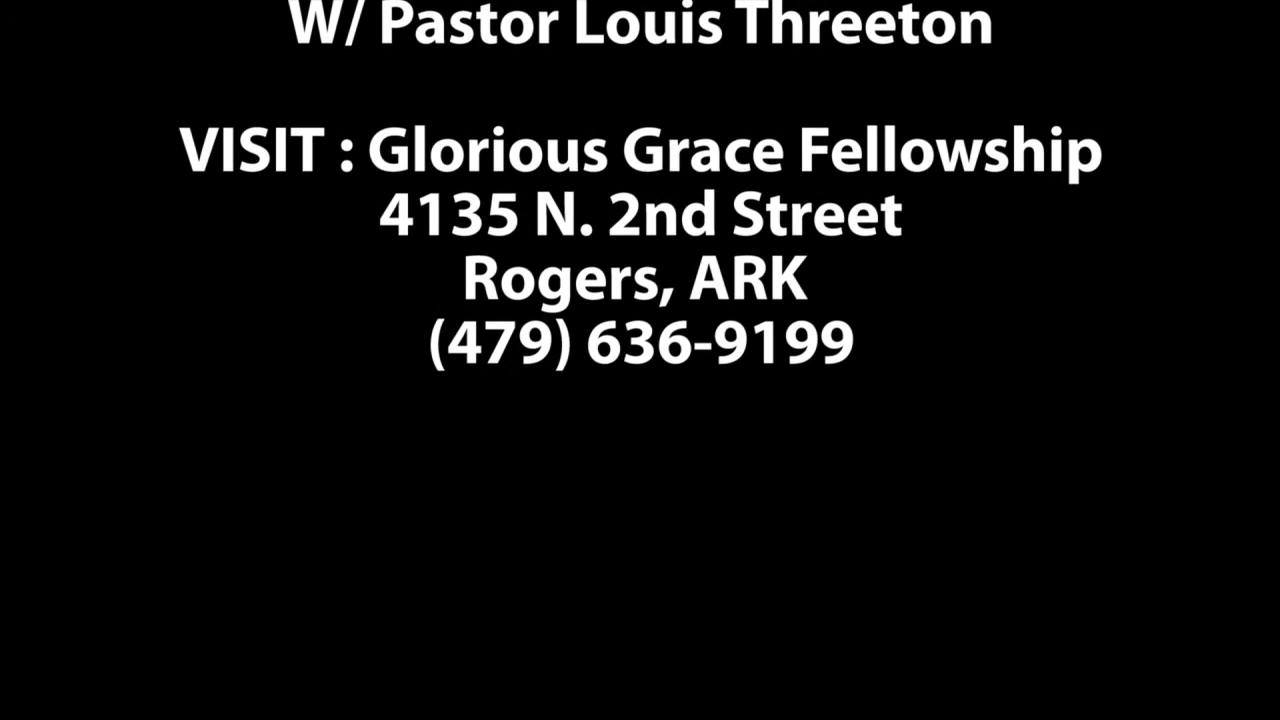 W/ Pastor Louis Threeton
VISIT : Glorious Grace Fellowship
4135 N. 2nd Street
Rogers, ARK
(479) 636-9199